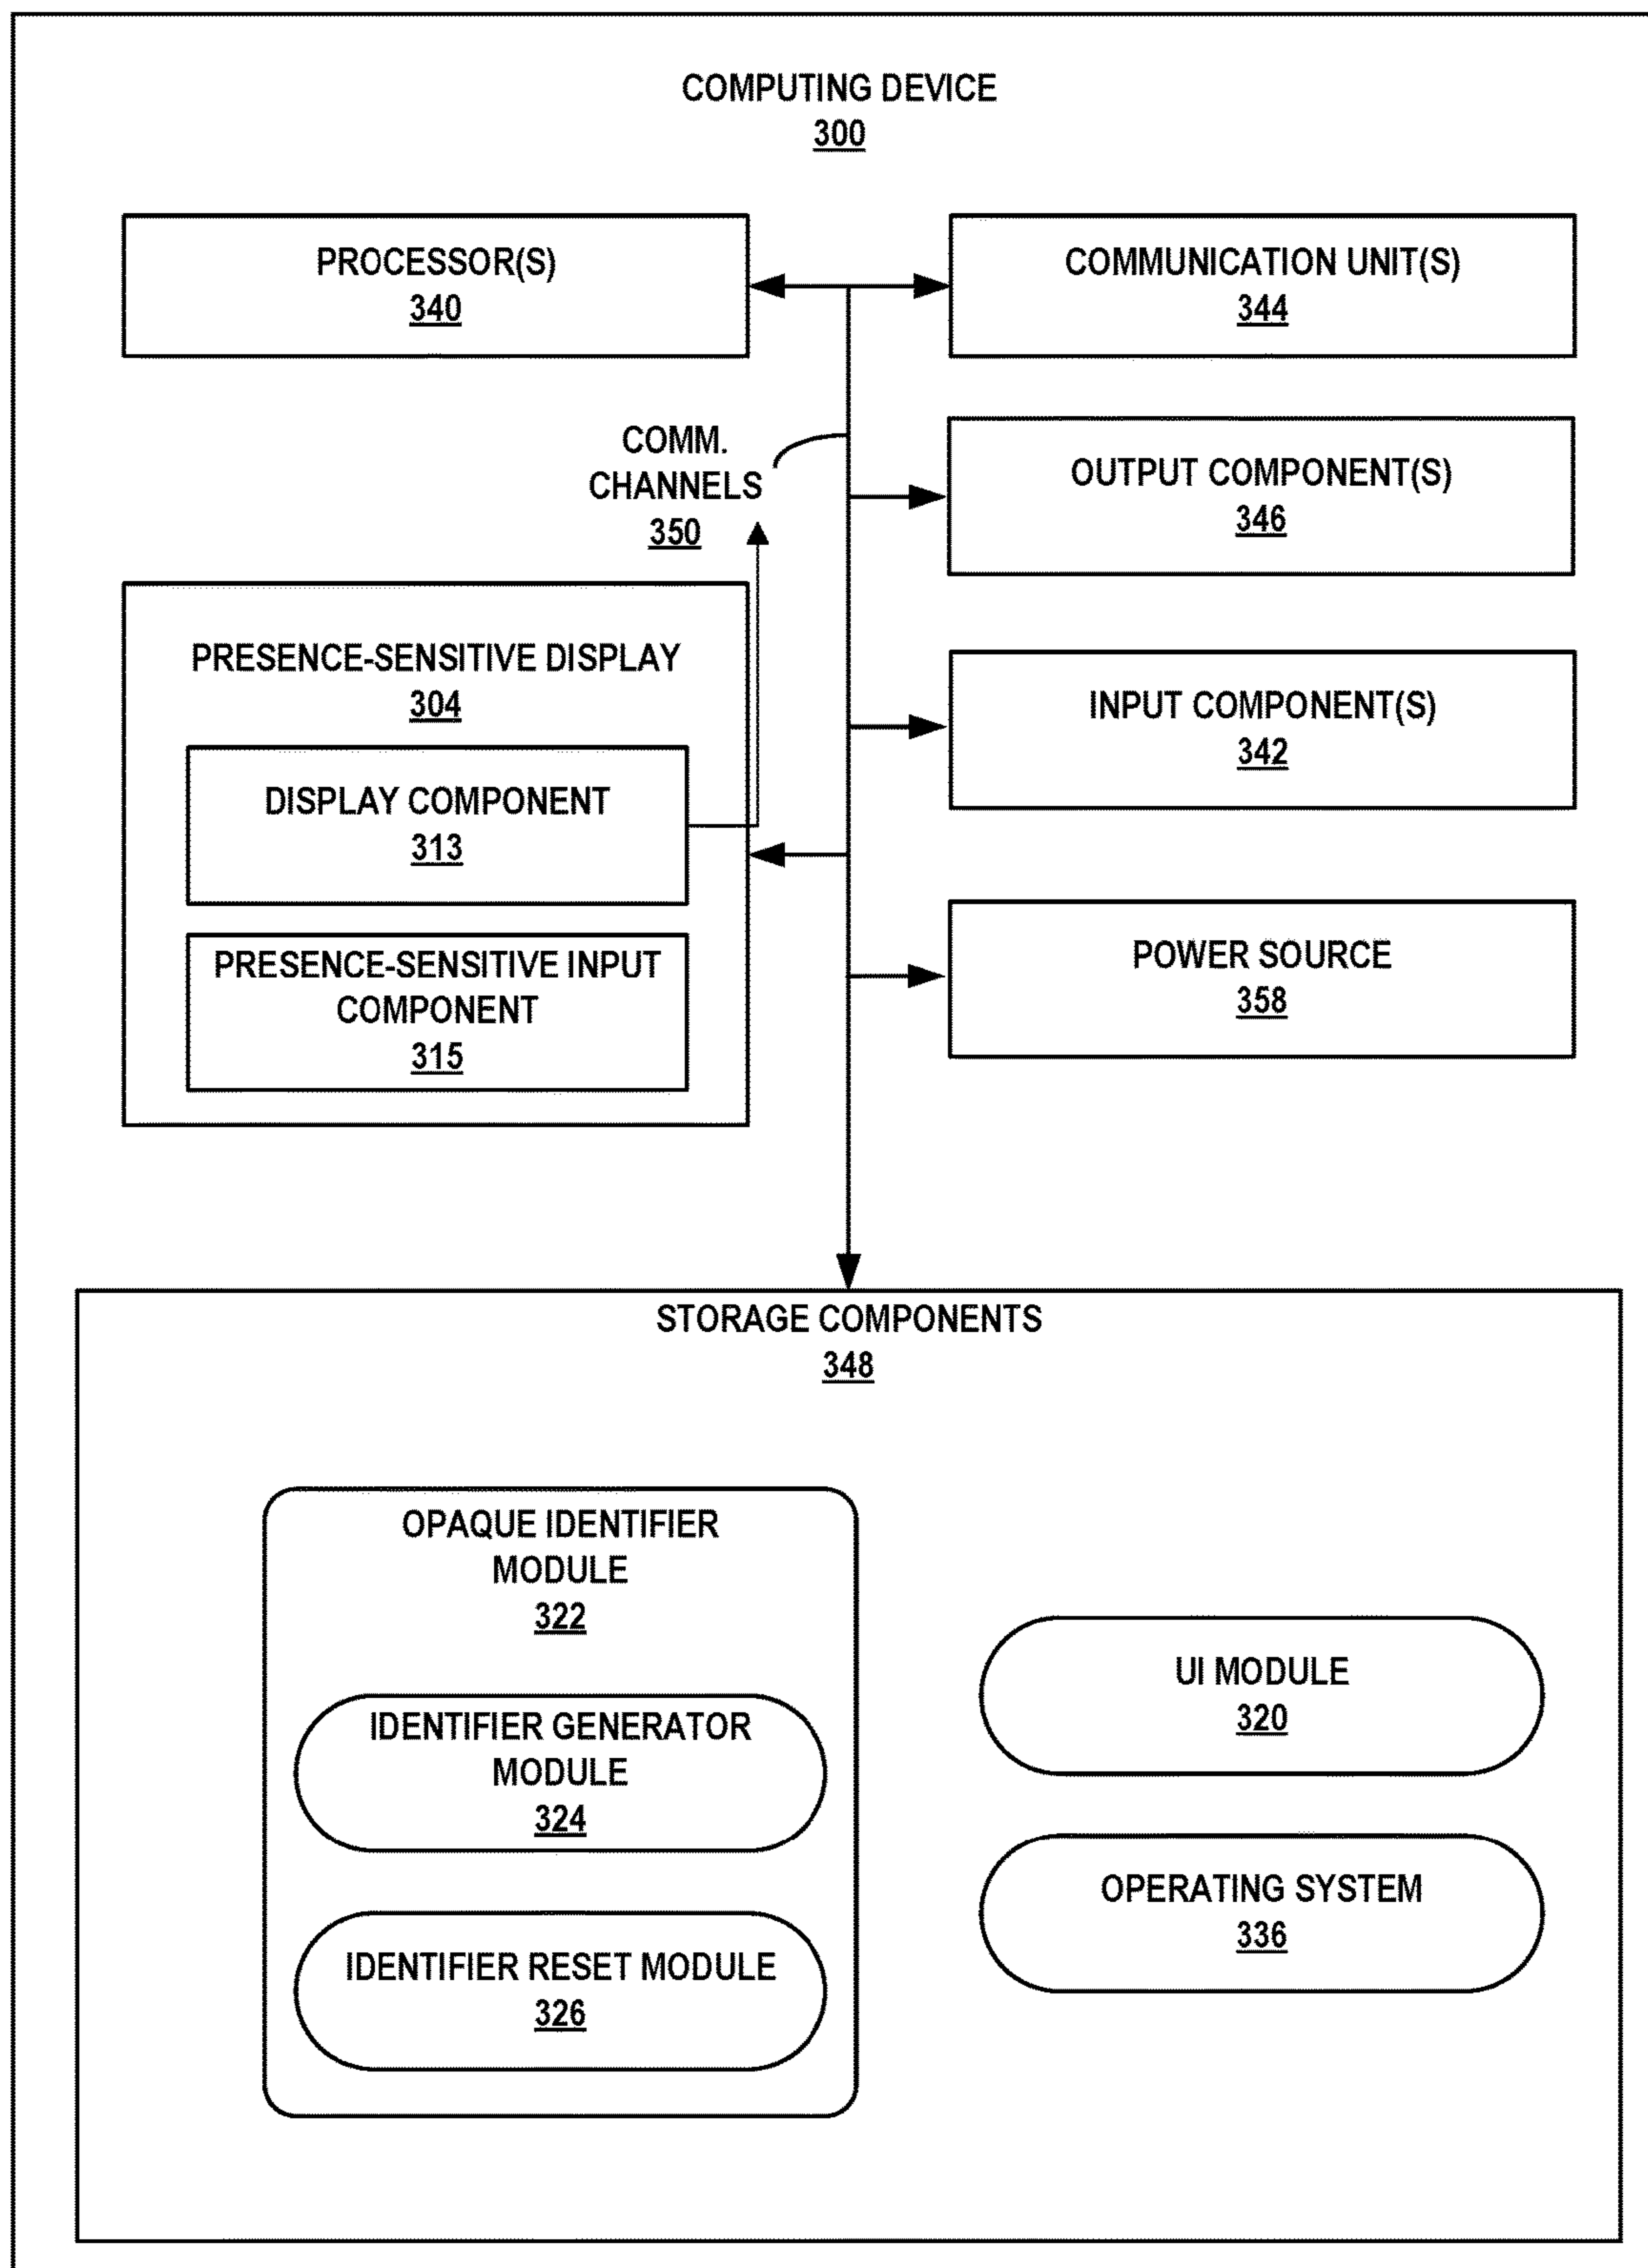 COMPUTING DEVICE
300
PROCESSOR(S)
340
COMMUNICATION UNIT(S)
344
COMM.
CHANNELS
350
OUTPUT COMPONENT(S)
346
PRESENCE-SENSITIVE DISPLAY
304
INPUT COMPONENT(S)
342
DISPLAY COMPONENT
313
PRESENCE-SENSITIVE INPUT
COMPONENT
315
POWER SOURCE
358
STORAGE COMPONENTS
348
OPAQUE IDENTIFIER
MODULE
322
IDENTIFIER GENERATOR
MODULE
324
IDENTIFIER RESET MODULE
326
UI MODULE
320
OPERATING SYSTEM
336